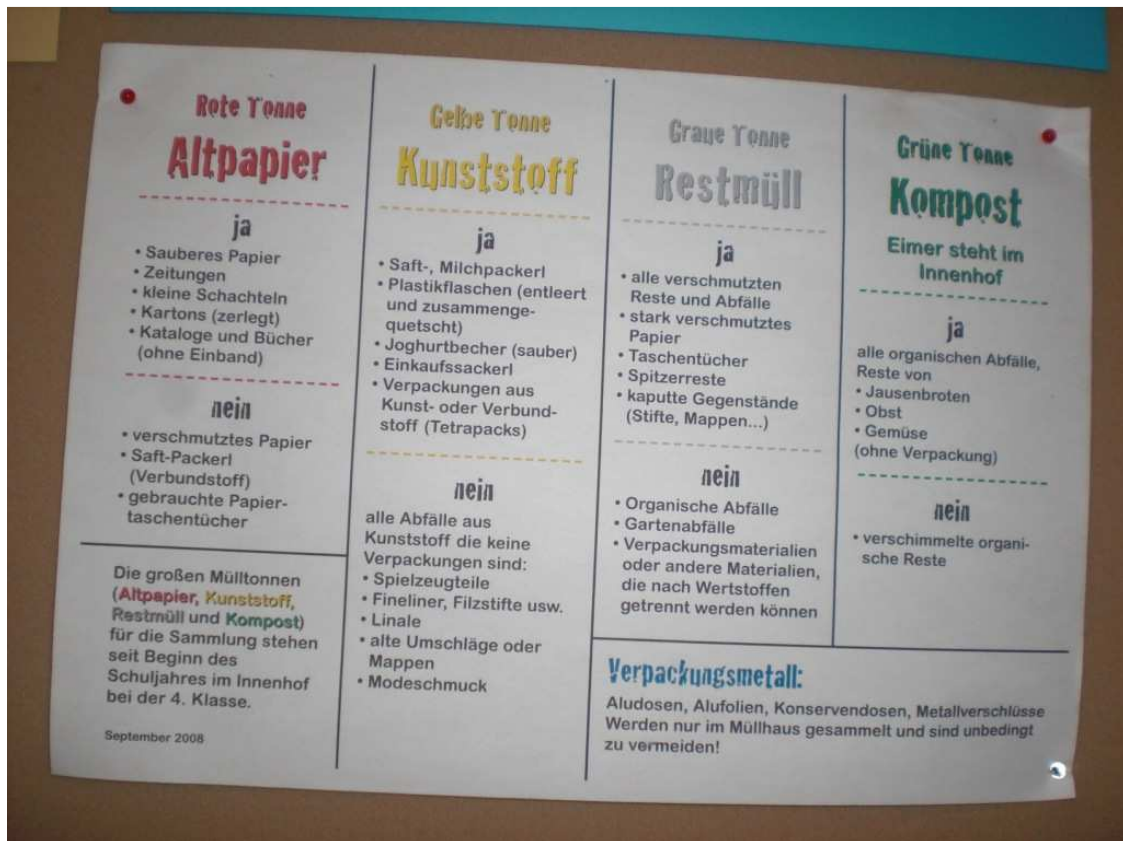 Rote Tonne
Altpapier
ja
• Sauberes Papier
• Zeitungen
• kleine Schachteln
• Kartons (zerlegt)
• Kataloge und Bücher
(ohne Einband)
nein
• verschmutztes Papier
• Saft-Packerl
(Verbundstoff)
• gebrauchte Papier-
taschentücher
Die großen Mülltonnen
(Altpapier, Kunststoff,
Restmüll und Kompost)
für die Sammlung stehen
seit Beginn des
Schuljahres im Innenhof
bei der 4. Klasse.
September 2008
Gelbe Tonne
Kunststoff
ja
• Saft-, Milchpackerl
• Plastikflaschen (entleert
und zusammenge-
quetscht)
• Joghurtbecher (sauber)
• Einkaufssackerl
• Verpackungen aus
Kunst- oder Verbund-
stoff (Tetrapacks)
nein
alle Abfälle aus
Kunststoff die keine
Verpackungen sind:
• Spielzeugteile
• Fineliner, Filzstifte usw.
• Linale
• alte Umschläge oder
Mappen
• Modeschmuck
Graue Tonne
Restmüll
ja
• alle verschmutzten
Reste und Abfälle
• stark verschmutztes
Papier
• Taschentücher
• Spitzerreste
• kaputte Gegenstände
(Stifte, Mappen...)
nein
• Organische Abfälle
• Gartenabfälle
• Verpackungsmaterialien
oder andere Materialien,
die nach Wertstoffen
getrennt werden können
Grüne Tonne
Kompost
Eimer steht im
Innenhof
ja
alle organischen Abfälle,
Reste von
• Jausenbroten
• Obst
• Gemüse
(ohne Verpackung)
nein
• verschimmelte organi-
sche Reste
Verpackungsmetall:
Aludosen, Alufolien, Konservendosen, Metallverschlüsse
Werden nur im Müllhaus gesammelt und sind unbedingt
zu vermeiden!